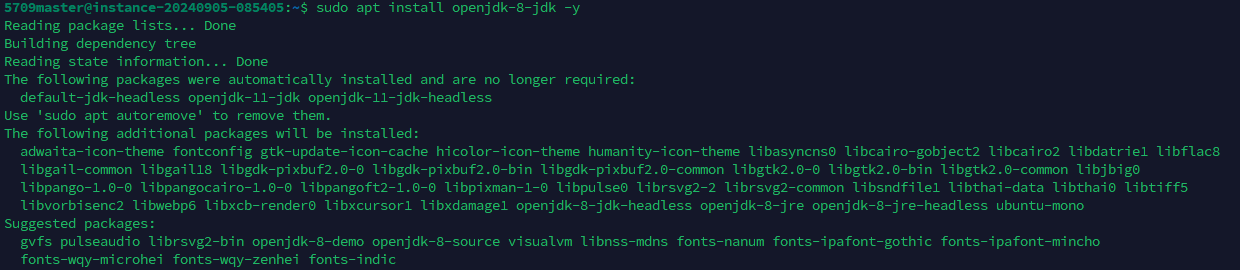 5709master@instance-20240905-085405:~$ sudo apt install openjdk-8-jdk -y
Reading package lists... Done
Building dependency tree
Reading state information... Done
The following packages were automatically installed and are no longer required:
  default-jdk-headless openjdk-11-jdk openjdk-11-jdk-headless
Use 'sudo apt autoremove' to remove them.
The following additional packages will be installed:
  adwaita-icon-theme fontconfig gtk-update-icon-cache hicolor-icon-theme humanity-icon-theme libasyncns0 libcairo-gobject2 libcairo2 libdatrie1 libflac8
  libgail-common libgail18 libgdk-pixbuf2.0-0 libgdk-pixbuf2.0-bin libgdk-pixbuf2.0-common libgtk2.0-0 libgtk2.0-bin libgtk2.0-common libjbig0
  libpango-1.0-0 libpangocairo-1.0-0 libpangoft2-1.0-0 libpixman-1-0 libpulse0 librsvg2-2 librsvg2-common libsndfile1 libthai-data libthai0 libtiff5
  libvorbisenc2 libwebp6 libxcb-render0 libxcursor1 libxdamage1 openjdk-8-jdk-headless openjdk-8-jre openjdk-8-jre-headless ubuntu-mono
Suggested packages:
  gvfs pulseaudio librsvg2-bin openjdk-8-demo openjdk-8-source visualvm libnss-mdns fonts-nanum fonts-ipafont-gothic fonts-ipafont-mincho
  fonts-wqy-microhei fonts-wqy-zenhei fonts-indic